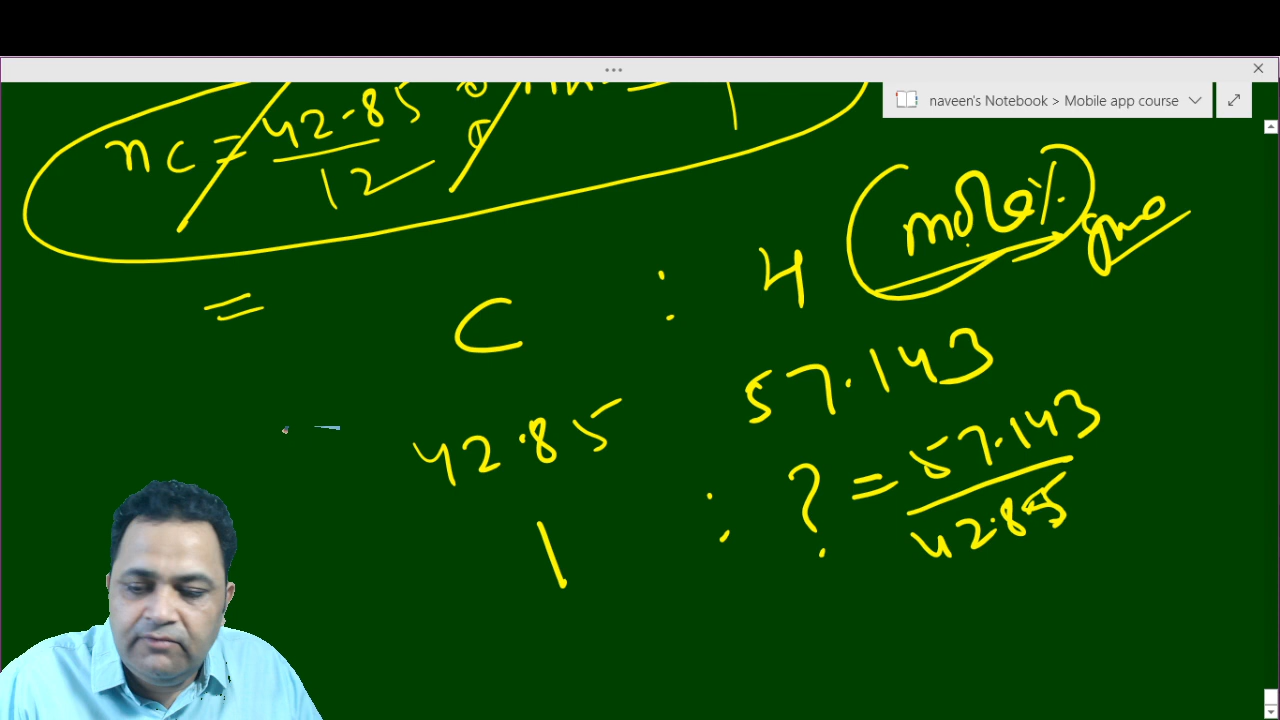 naveen's Notebook > Mobile app course
nc = 42.85
12
mole%
= C : H
42.85 57.143
1 : ? = 57.143
42.85